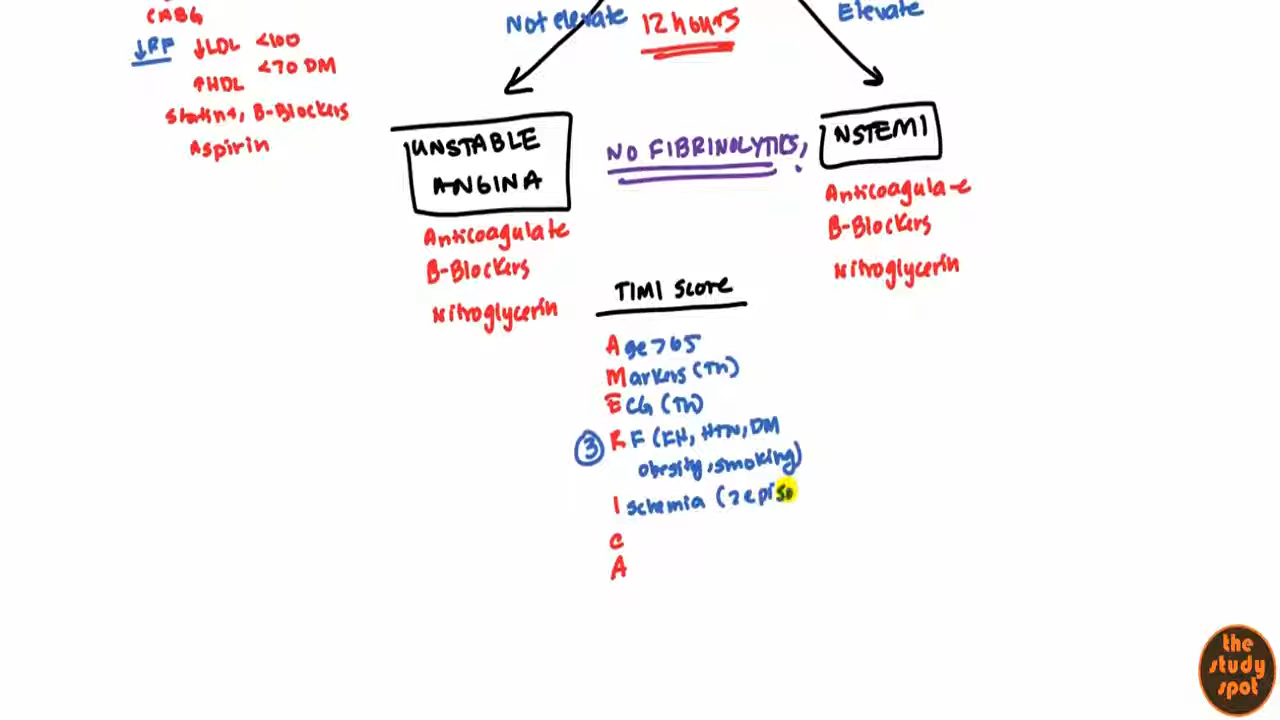 CABG
↓RF ↓LDL <100
<70 DM
↑HDL
Statins, B-Blockers
Aspirin
Not elevate
12 hours
Elevate
UNSTABLE
ANGINA
NO FIBRINOLYTICS,
NSTEMI
Anticoagulate
B-Blockers
Nitroglycerin
Anticoagulate
B-Blockers
Nitroglycerin
TIMI Score
Age >65
Markers (Tn)
ECG
③ RF (FH, HTN, DM
obesity, smoking)
Ischemia (2 episo
C
A
the
study
spot